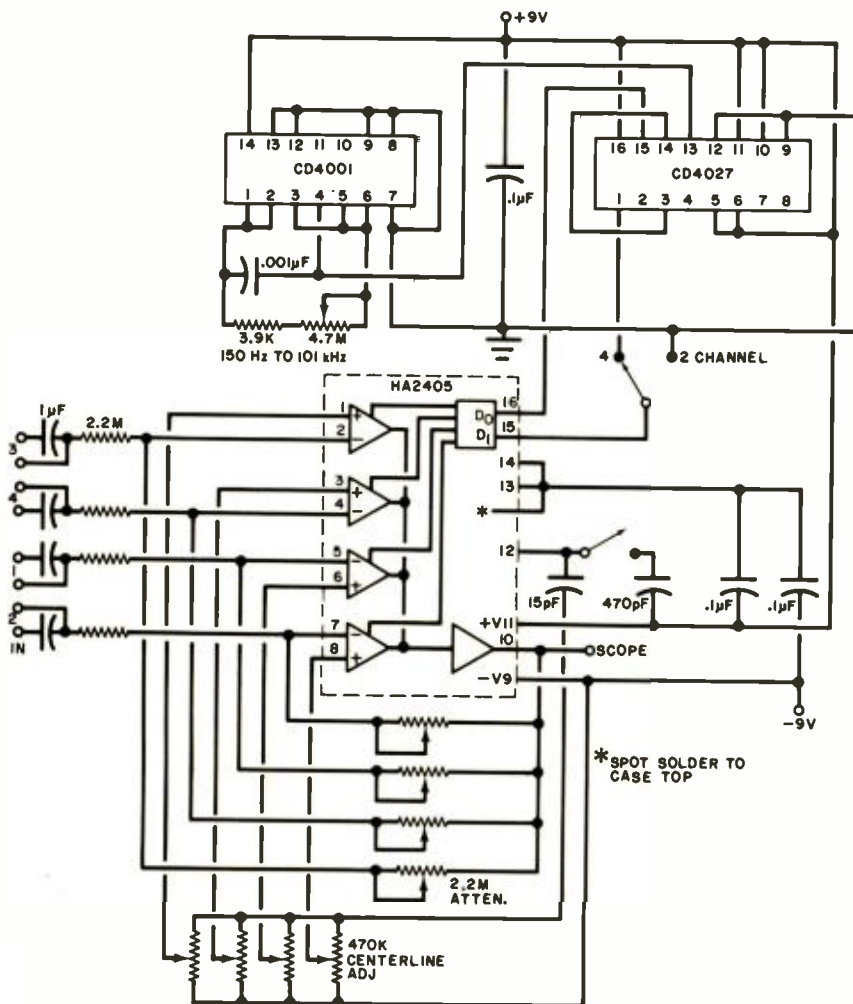 +9V
14 13 12 11 10 9 8
CD4001
1 2 3 4 5 6 7
.1µF
16 15 14 13 12 11 10 9
CD4027
1 2 3 4 5 6 7 8
.001µF
3.9K 4.7M
150 Hz TO 101 kHz
4 2 CHANNEL
HA2405
1µF
2.2M
3
4
1
2
IN
1
+
2
-
3
+
4
-
5
-
6
+
7
-
8
+
D0
D1
16
15
14
13
*
12
15pF
470pF
.1µF
.1µF
+V11
10
SCOPE
-V9
-9V
*SPOT SOLDER TO
CASE TOP
2.2M
ATTEN.
470K
CENTERLINE
ADJ